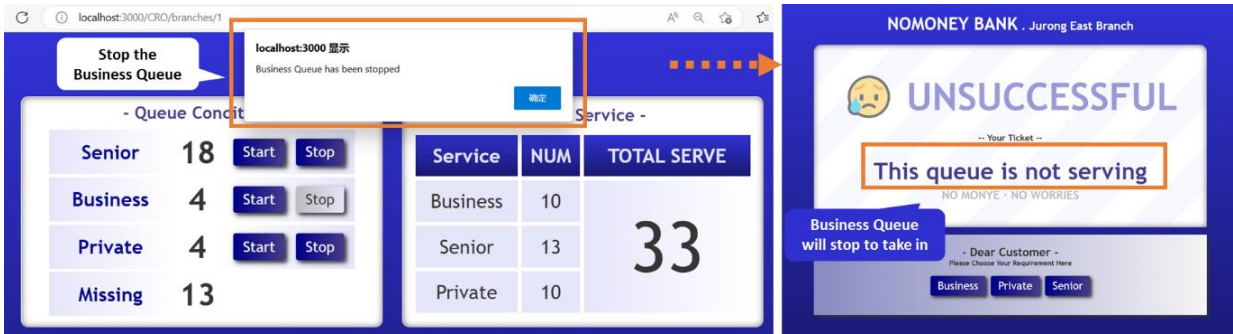 localhost:3000/CRO/branches/1
Stop the
Business Queue
localhost:3000 显示
Business Queue has been stopped
确定
- Queue Condit
Service -
Senior 18 Start Stop
Business 4 Start Stop
Private 4 Start Stop
Missing 13
Service NUM TOTAL SERVE
Business 10
Senior 13
Private 10
33
NOMONEY BANK . Jurong East Branch
UNSUCCESSFUL
-- Your Ticket --
This queue is not serving
NO MONYE - NO WORRIES
Business Queue
will stop to take in
- Dear Customer -
Please Choose Your Requirement Here
Business Private Senior